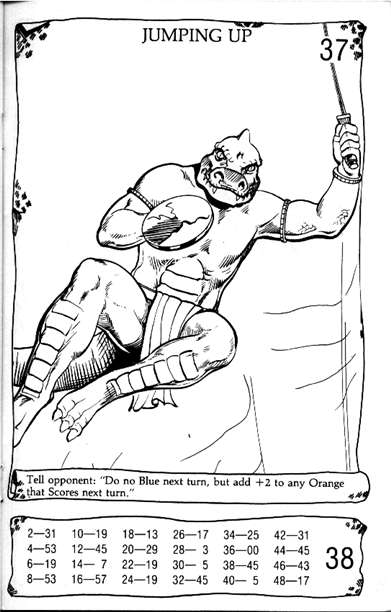 JUMPING UP
37
Tell opponent: "Do no Blue next turn, but add +2 to any Orange
that Scores next turn."
2—31 10—19 18—13 26—17 34—25 42—31
4—53 12—45 20—29 28— 3 36—00 44—45
6—19 14— 7 22—19 30— 5 38—45 46—43
8—53 16—57 24—19 32—45 40— 5 48—17
38